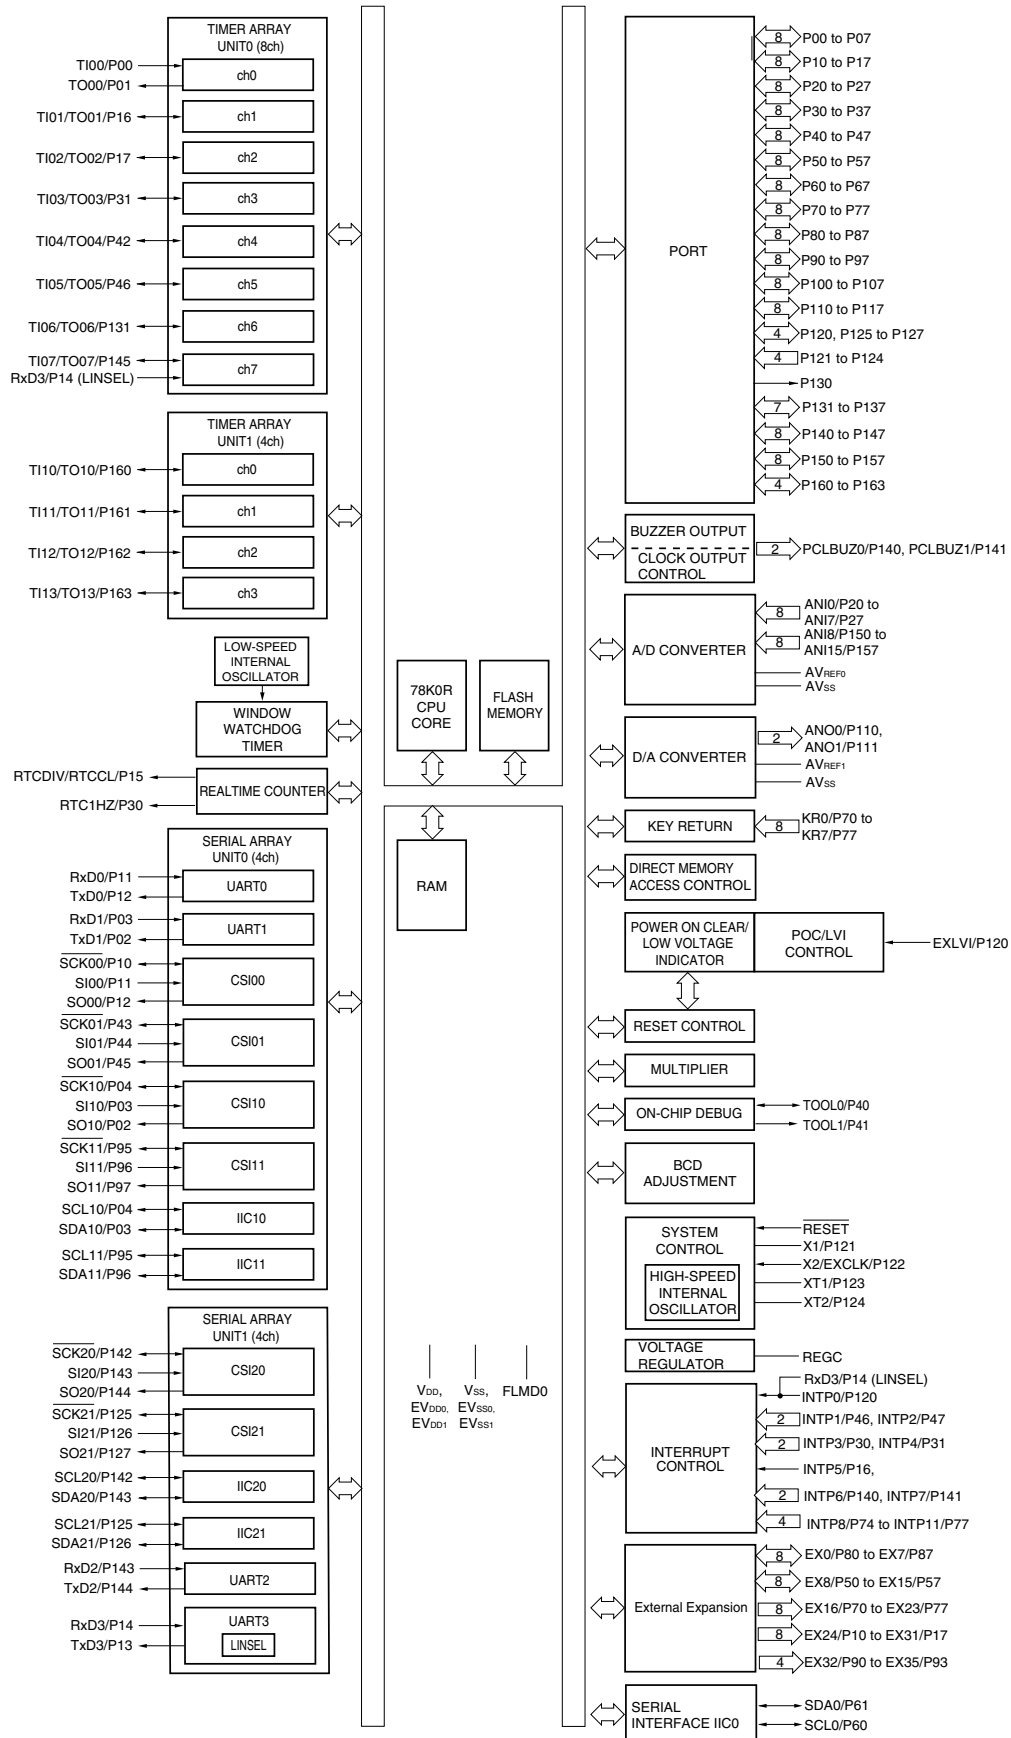 TIMER ARRAY
UNIT0 (8ch)
TI00/P00
TO00/P01
ch0
TI01/TO01/P16
ch1
TI02/TO02/P17
ch2
TI03/TO03/P31
ch3
TI04/TO04/P42
ch4
TI05/TO05/P46
ch5
TI06/TO06/P131
ch6
TI07/TO07/P145
RxD3/P14 (LINSEL)
ch7
TIMER ARRAY
UNIT1 (4ch)
TI10/TO10/P160
ch0
TI11/TO11/P161
ch1
TI12/TO12/P162
ch2
TI13/TO13/P163
ch3
LOW-SPEED
INTERNAL
OSCILLATOR
WINDOW
WATCHDOG
TIMER
RTCDIV/RTCCL/P15
RTC1HZ/P30
REALTIME COUNTER
SERIAL ARRAY
UNIT0 (4ch)
RxD0/P11
TxD0/P12
UART0
RxD1/P03
TxD1/P02
UART1
SCK00/P10
SI00/P11
SO00/P12
CSI00
SCK01/P43
SI01/P44
SO01/P45
CSI01
SCK10/P04
SI10/P03
SO10/P02
CSI10
SCK11/P95
SI11/P96
SO11/P97
CSI11
SCL10/P04
SDA10/P03
IIC10
SCL11/P95
SDA11/P96
IIC11
SERIAL ARRAY
UNIT1 (4ch)
SCK20/P142
SI20/P143
SO20/P144
CSI20
SCK21/P125
SI21/P126
SO21/P127
CSI21
SCL20/P142
SDA20/P143
IIC20
SCL21/P125
SDA21/P126
IIC21
RxD2/P143
TxD2/P144
UART2
RxD3/P14
TxD3/P13
UART3
LINSEL
78K0R
CPU
CORE
FLASH
MEMORY
RAM
VDD,
EVDD0,
EVDD1
VSS,
EVSS0,
EVSS1
FLMD0
PORT
8 P00 to P07
8 P10 to P17
8 P20 to P27
8 P30 to P37
8 P40 to P47
8 P50 to P57
8 P60 to P67
8 P70 to P77
8 P80 to P87
8 P90 to P97
8 P100 to P107
8 P110 to P117
4 P120, P125 to P127
4 P121 to P124
P130
7 P131 to P137
8 P140 to P147
8 P150 to P157
4 P160 to P163
BUZZER OUTPUT
CLOCK OUTPUT
CONTROL
2 PCLBUZ0/P140, PCLBUZ1/P141
A/D CONVERTER
8 ANI0/P20 to
ANI7/P27
8 ANI8/P150 to
ANI15/P157
AVREF0
AVSS
D/A CONVERTER
2 ANO0/P110,
ANO1/P111
AVREF1
AVSS
KEY RETURN
8 KR0/P70 to
KR7/P77
DIRECT MEMORY
ACCESS CONTROL
POWER ON CLEAR/
LOW VOLTAGE
INDICATOR
POC/LVI
CONTROL
EXLVI/P120
RESET CONTROL
MULTIPLIER
ON-CHIP DEBUG
TOOL0/P40
TOOL1/P41
BCD
ADJUSTMENT
SYSTEM
CONTROL
HIGH-SPEED
INTERNAL
OSCILLATOR
RESET
X1/P121
X2/EXCLK/P122
XT1/P123
XT2/P124
VOLTAGE
REGULATOR
REGC
INTERRUPT
CONTROL
RxD3/P14 (LINSEL)
INTP0/P120
2 INTP1/P46, INTP2/P47
2 INTP3/P30, INTP4/P31
INTP5/P16,
2 INTP6/P140, INTP7/P141
4 INTP8/P74 to INTP11/P77
External Expansion
8 EX0/P80 to EX7/P87
8 EX8/P50 to EX15/P57
8 EX16/P70 to EX23/P77
8 EX24/P10 to EX31/P17
4 EX32/P90 to EX35/P93
SERIAL
INTERFACE IIC0
SDA0/P61
SCL0/P60